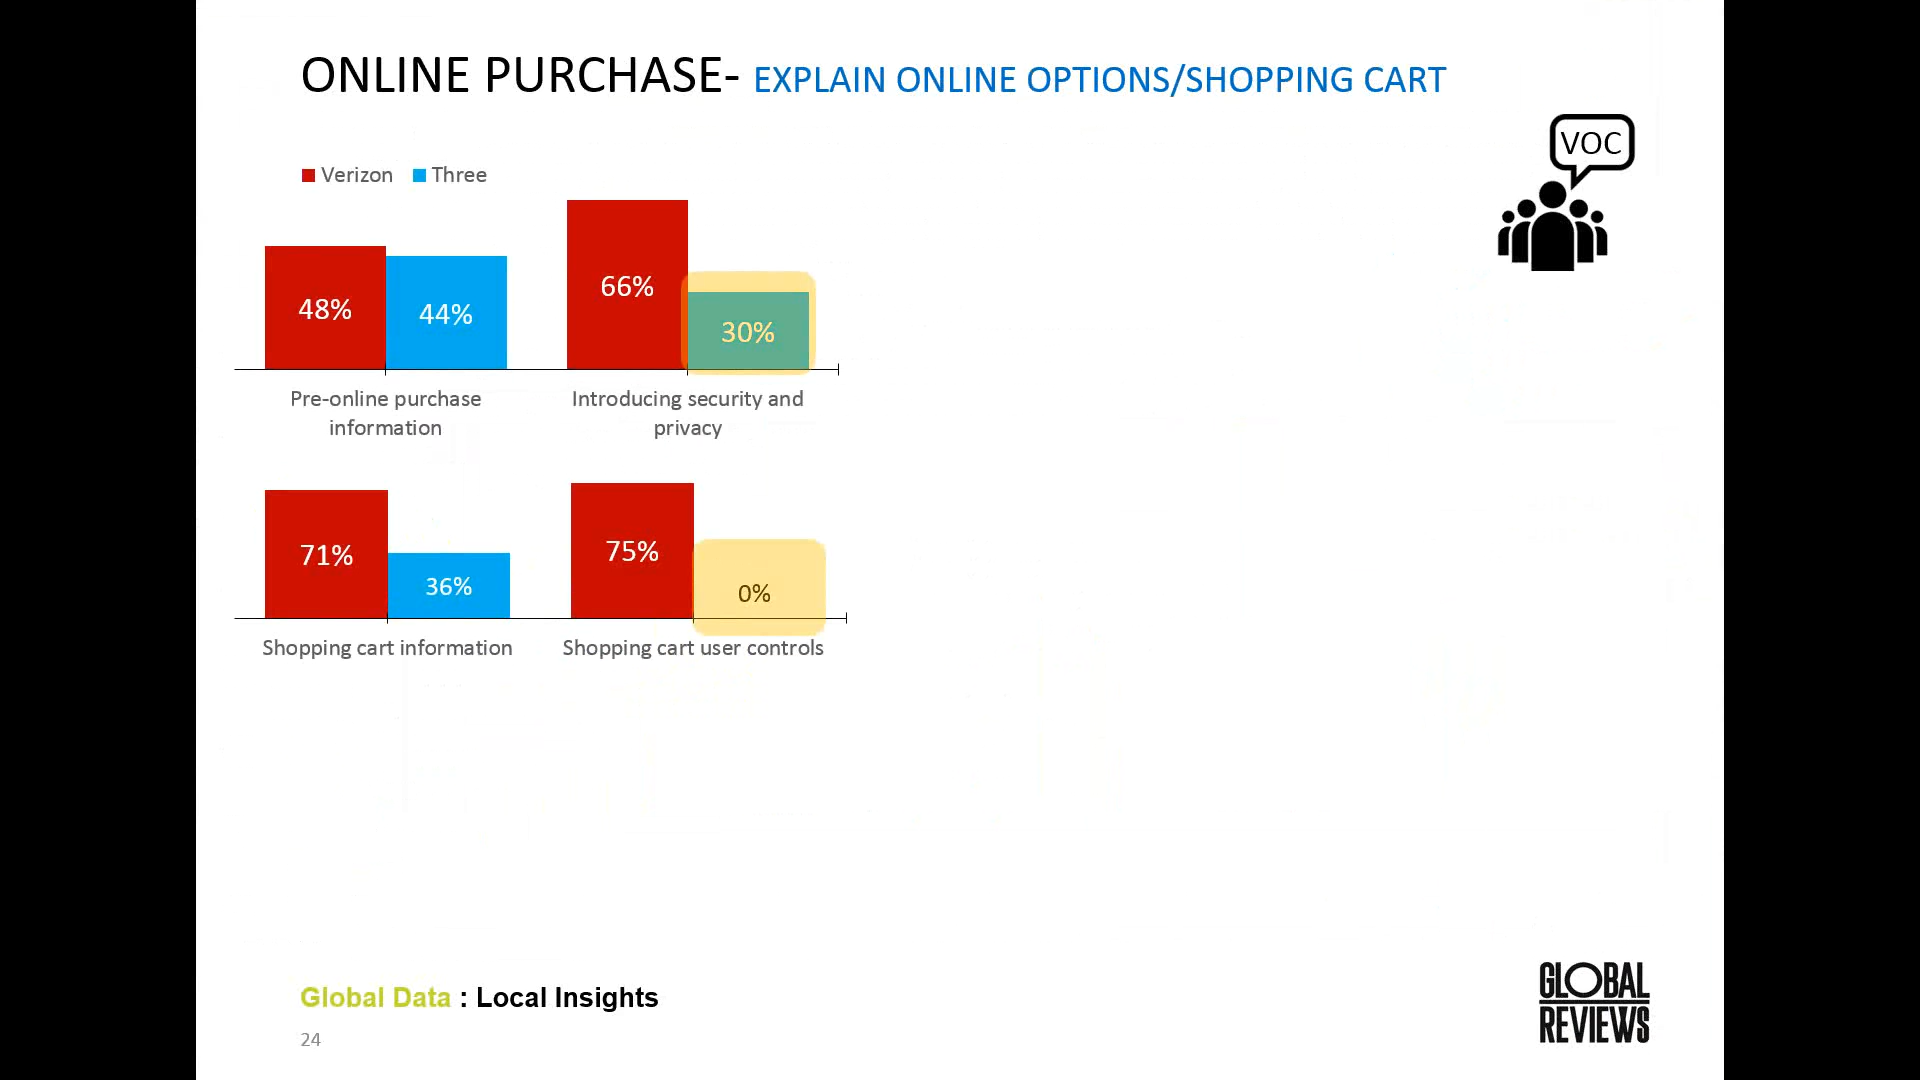 ONLINE PURCHASE- EXPLAIN ONLINE OPTIONS/SHOPPING CART
VOC
Verizon Three
48% 44% 66% 30%
Pre-online purchase information
Introducing security and privacy
71% 36% 75% 0%
Shopping cart information
Shopping cart user controls
Global Data : Local Insights
24
GLOBAL
REVIEWS